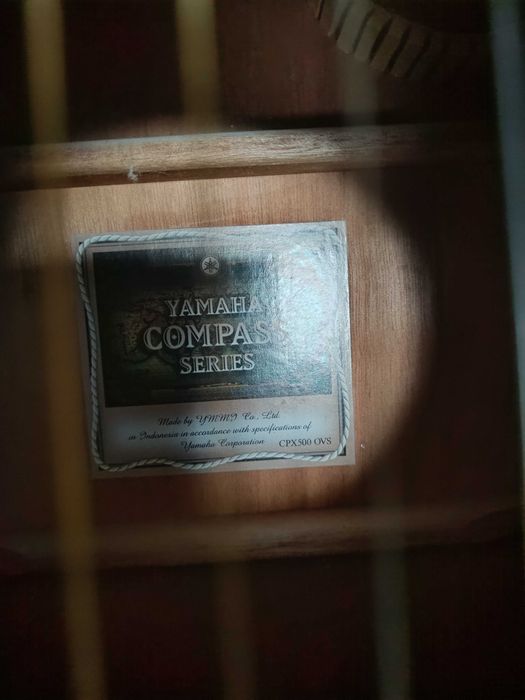 YAMAHA
COMPASS
SERIES
Made by YMMI Co., Ltd.
in Indonesia in accordance with specifications of
Yamaha Corporation CPX500 OVS